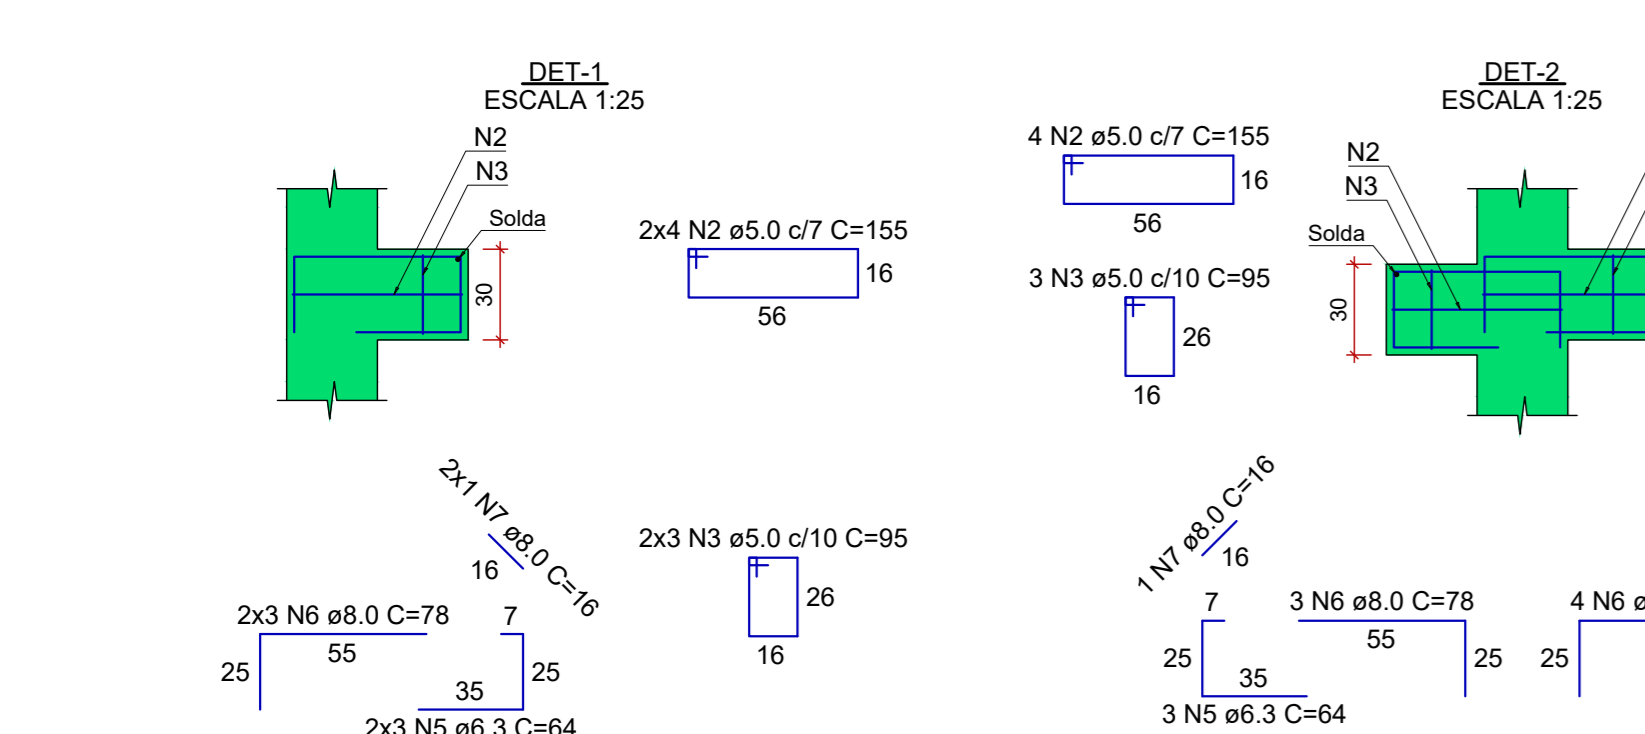 DET-1
ESCALA 1:25
N2
N3
Solda
30
2x4 N2 ø5.0 c/7 C=155
16
56
2x1 N7 ø8.0 C=16
16
2x3 N3 ø5.0 c/10 C=95
26
16
2x3 N6 ø8.0 C=78
55
25
7
25
35
2x3 N5 ø6.3 C=64
DET-2
ESCALA 1:25
4 N2 ø5.0 c/7 C=155
16
56
3 N3 ø5.0 c/10 C=95
26
16
N2
N3
Solda
30
1 N7 ø8.0 C=16
16
7
25
35
3 N5 ø6.3 C=64
3 N6 ø8.0 C=78
55
25
4 N6 ø
25